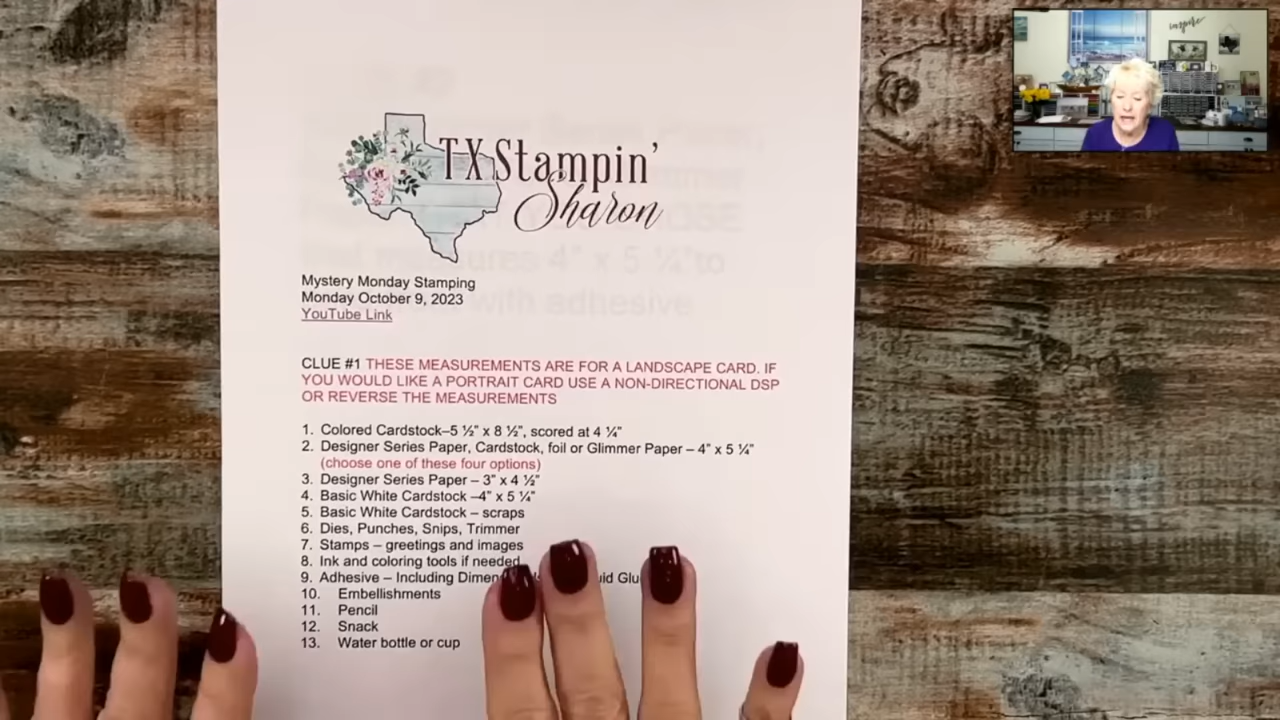 inspire
TX Stampin'
Sharon
Mystery Monday Stamping
Monday October 9, 2023
YouTube Link
CLUE #1 THESE MEASUREMENTS ARE FOR A LANDSCAPE CARD. IF
YOU WOULD LIKE A PORTRAIT CARD USE A NON-DIRECTIONAL DSP
OR REVERSE THE MEASUREMENTS
1. Colored Cardstock–5 ½" x 8 ½", scored at 4 ¼"
2. Designer Series Paper, Cardstock, foil or Glimmer Paper – 4" x 5 ¼"
(choose one of these four options)
3. Designer Series Paper – 3" x 4 ½"
4. Basic White Cardstock –4" x 5 ¼"
5. Basic White Cardstock – scraps
6. Dies, Punches, Snips, Trimmer
7. Stamps – greetings and images
8. Ink and coloring tools if needed
9. Adhesive – Including
10. Embellishments
11. Pencil
12. Snack
13. Water bottle or cup